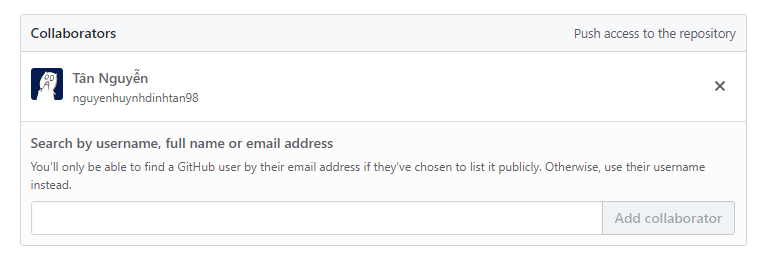 Collaborators
Push access to the repository
Tân Nguyễn
nguyenhuynhdinhtan98
Search by username, full name or email address
You'll only be able to find a GitHub user by their email address if they've chosen to list it publicly. Otherwise, use their username
instead.
Add collaborator